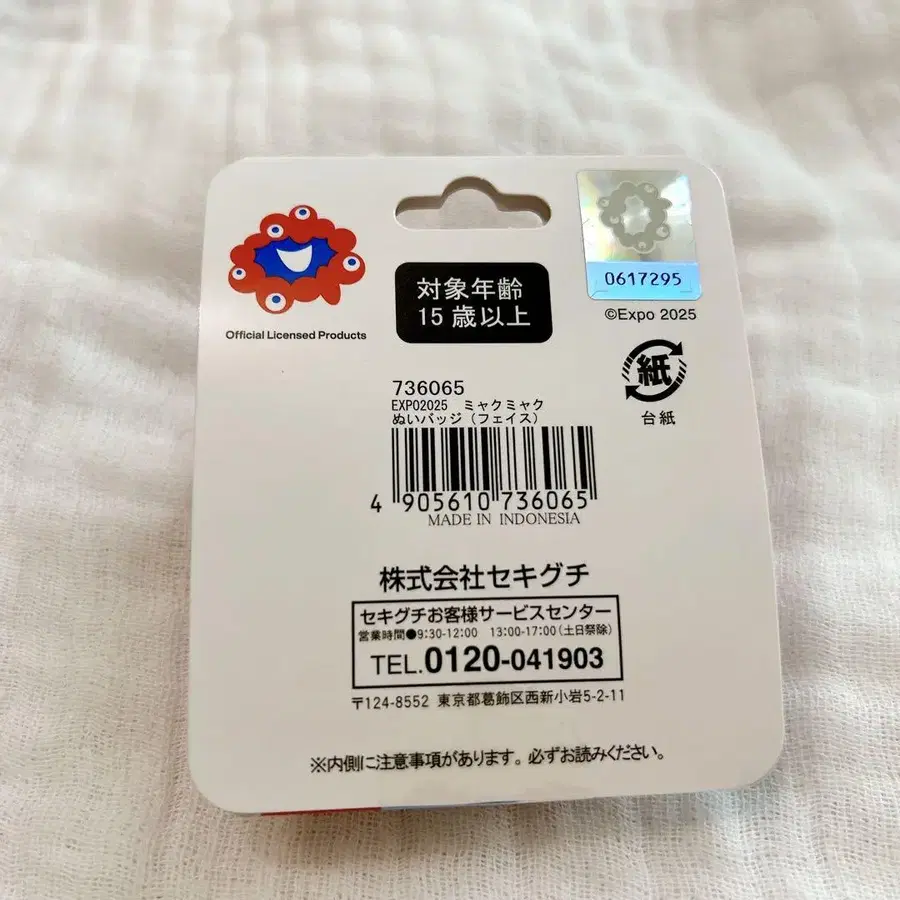 Official Licensed Products
対象年齢
15歳以上
0617295
©Expo 2025
紙
台紙
736065
EXPO2025 ミャクミャク
ぬいバッジ（フェイス）
4 905610 736065
MADE IN INDONESIA
株式会社セキグチ
セキグチお客様サービスセンター
営業時間●9:30-12:00 13:00-17:00(土日祭除)
TEL.0120-041903
〒124-8552 東京都葛飾区西新小岩5-2-11
※内側に注意事項があります。必ずお読みください。